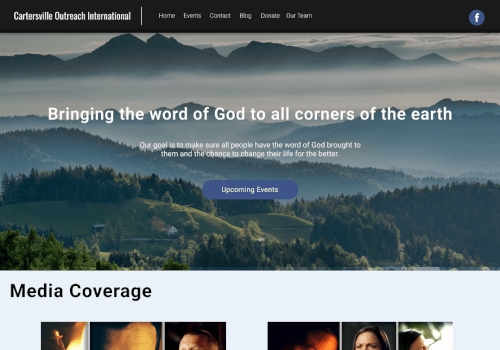 Cartersville Outreach International
Home Events Contact Blog Donate Our Team
f
Bringing the word of God to all corners of the earth
Our goal is to make sure all people have the word of God brought to
them and the chance to change their life for the better.
Upcoming Events
Media Coverage